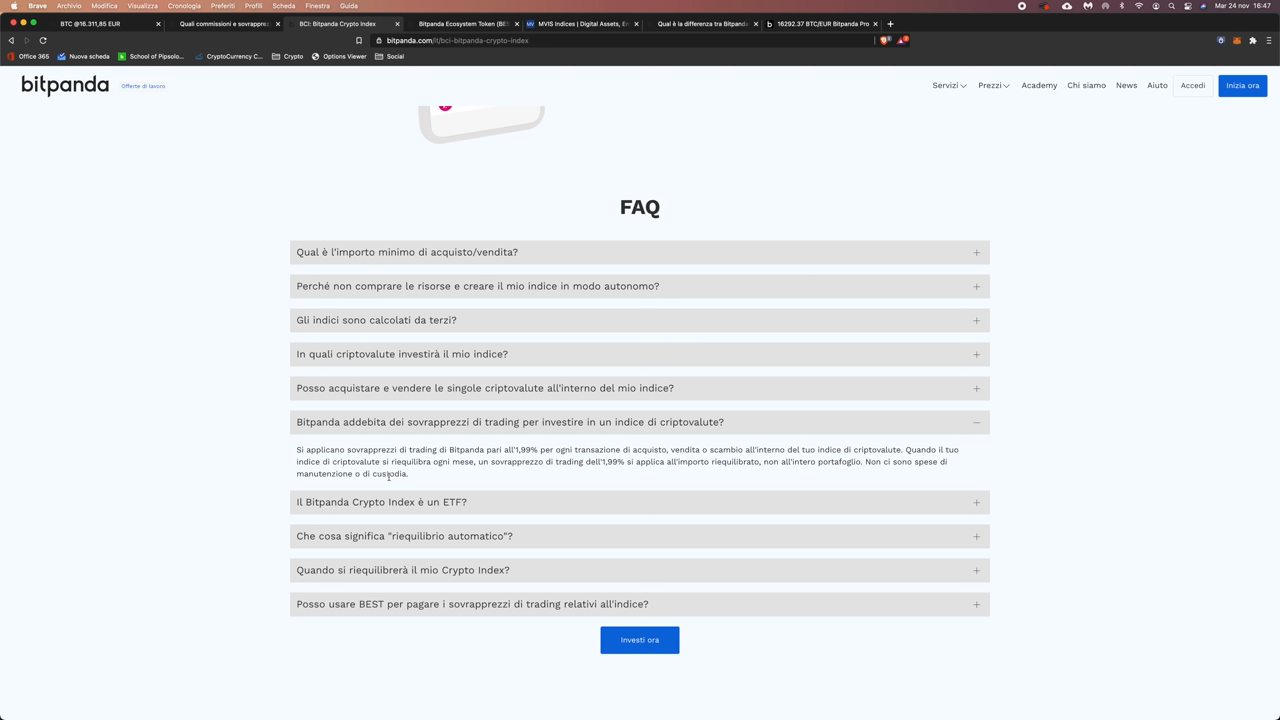 Brave Archivio Modifica Visualizza Cronologia Preferiti Profili Scheda Finestra Guida Mar 24 nov 16:47
BTC @16.311,85 EUR Quali commissioni e sovrappre BCI: Bitpanda Crypto Index Bitpanda Ecosystem Token (BES MVIS Indices | Digital Assets, En Qual è la differenza tra Bitpanda 16292.37 BTC/EUR Bitpanda Pro
bitpanda.com/it/bci-bitpanda-crypto-index
Office 365 Nuova scheda School of Pipsolo... CryptoCurrency C... Crypto Options Viewer Social
bitpanda Offerte di lavoro Servizi Prezzi Academy Chi siamo News Aiuto Accedi Inizia ora
FAQ
Qual è l'importo minimo di acquisto/vendita?
Perché non comprare le risorse e creare il mio indice in modo autonomo?
Gli indici sono calcolati da terzi?
In quali criptovalute investirà il mio indice?
Posso acquistare e vendere le singole criptovalute all'interno del mio indice?
Bitpanda addebita dei sovrapprezzi di trading per investire in un indice di criptovalute?
Si applicano sovrapprezzi di trading di Bitpanda pari all'1,99% per ogni transazione di acquisto, vendita o scambio all'interno del tuo indice di criptovalute. Quando il tuo
indice di criptovalute si riequilibra ogni mese, un sovrapprezzo di trading dell'1,99% si applica all'importo riequilibrato, non all'intero portafoglio. Non ci sono spese di
manutenzione o di custodia.
Il Bitpanda Crypto Index è un ETF?
Che cosa significa "riequilibrio automatico"?
Quando si riequilibrerà il mio Crypto Index?
Posso usare BEST per pagare i sovrapprezzi di trading relativi all'indice?
Investi ora